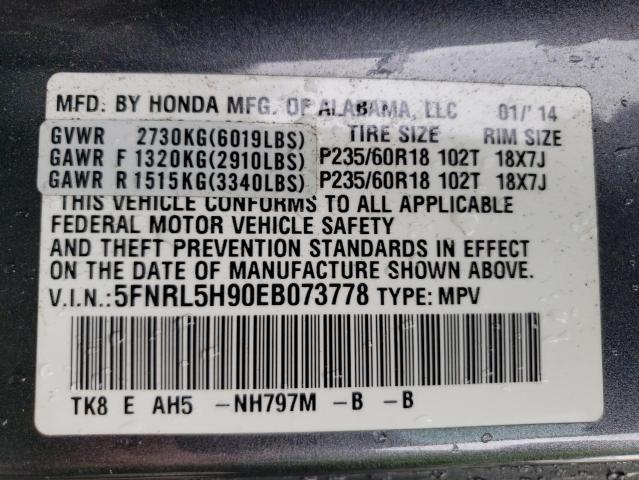 MFD. BY HONDA MFG. OF ALABAMA, LLC 01/'14
GVWR 2730KG(6019LBS) TIRE SIZE RIM SIZE
GAWR F 1320KG(2910LBS) P235/60R18 102T 18X7J
GAWR R 1515KG(3340LBS) P235/60R18 102T 18X7J
THIS VEHICLE CONFORMS TO ALL APPLICABLE
FEDERAL MOTOR VEHICLE SAFETY
AND THEFT PREVENTION STANDARDS IN EFFECT
ON THE DATE OF MANUFACTURE SHOWN ABOVE.
V.I.N.:5FNRL5H90EB073778 TYPE: MPV
TK8 E AH5 -NH797M -B -B